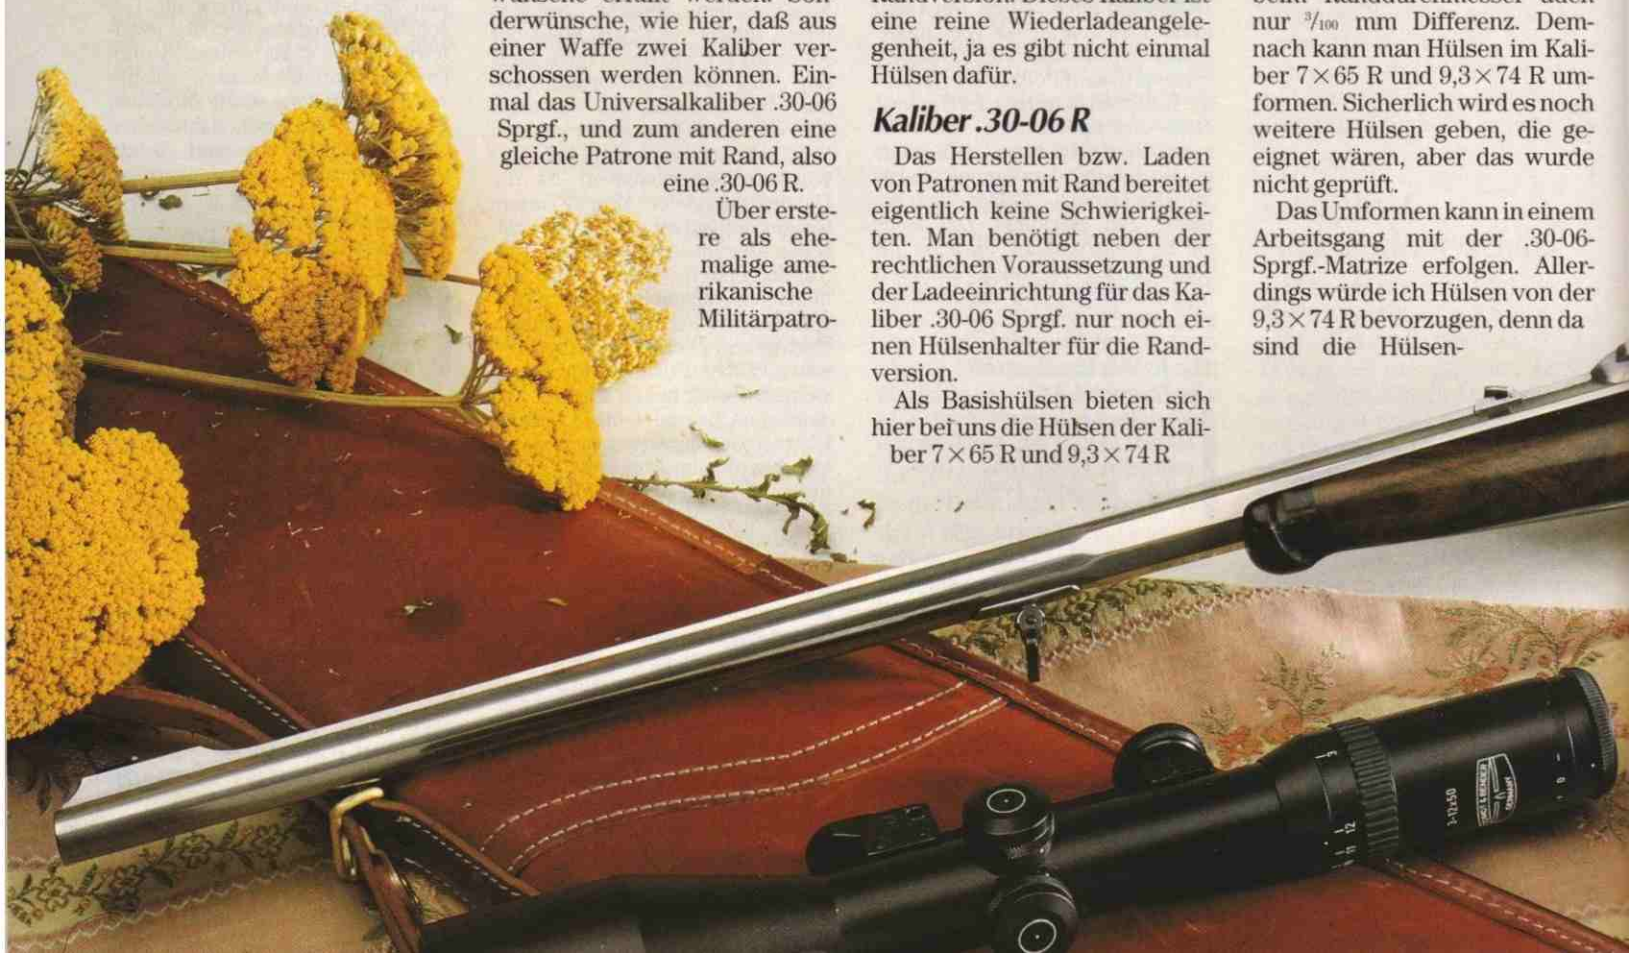 derwünsche, wie hier, daß aus
einer Waffe zwei Kaliber ver-
schossen werden können. Ein-
mal das Universalkaliber .30-06
Sprgf., und zum anderen eine
gleiche Patrone mit Rand, also
eine .30-06 R.
Über erste-
re als ehe-
malige ame-
rikanische
Militärpatro-
eine reine Wiederladeangele-
genheit, ja es gibt nicht einmal
Hülsen dafür.
Kaliber .30-06 R
Das Herstellen bzw. Laden
von Patronen mit Rand bereitet
eigentlich keine Schwierigkei-
ten. Man benötigt neben der
rechtlichen Voraussetzung und
der Ladeeinrichtung für das Ka-
liber .30-06 Sprgf. nur noch ei-
nen Hülsenhalter für die Rand-
version.
Als Basishülsen bieten sich
hier bei uns die Hülsen der Kali-
ber 7×65 R und 9,3×74 R
nur 3/100 mm Differenz. Dem-
nach kann man Hülsen im Kali-
ber 7×65 R und 9,3×74 R um-
formen. Sicherlich wird es noch
weitere Hülsen geben, die ge-
eignet wären, aber das wurde
nicht geprüft.
Das Umformen kann in einem
Arbeitsgang mit der .30-06-
Sprgf.-Matrize erfolgen. Aller-
dings würde ich Hülsen von der
9,3×74 R bevorzugen, denn da
sind die Hülsen-
3-12x50
SCHMIDT & BENDER
GERMANY